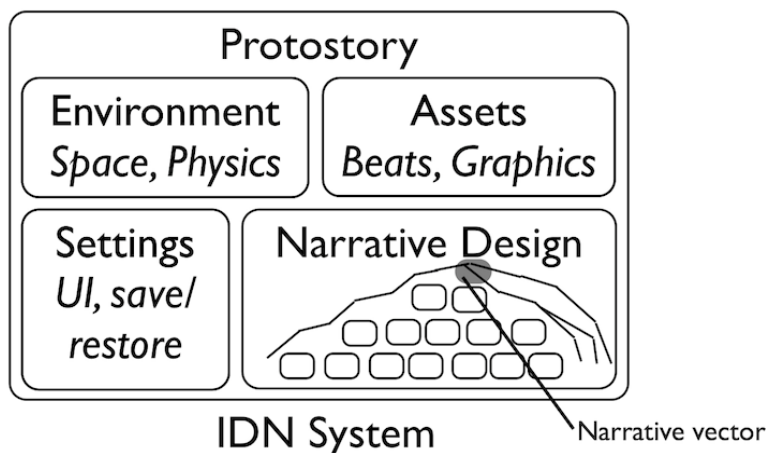 Protostory
Environment
Space, Physics
Assets
Beats, Graphics
Settings
UI, save/
restore
Narrative Design
IDN System
Narrative vector